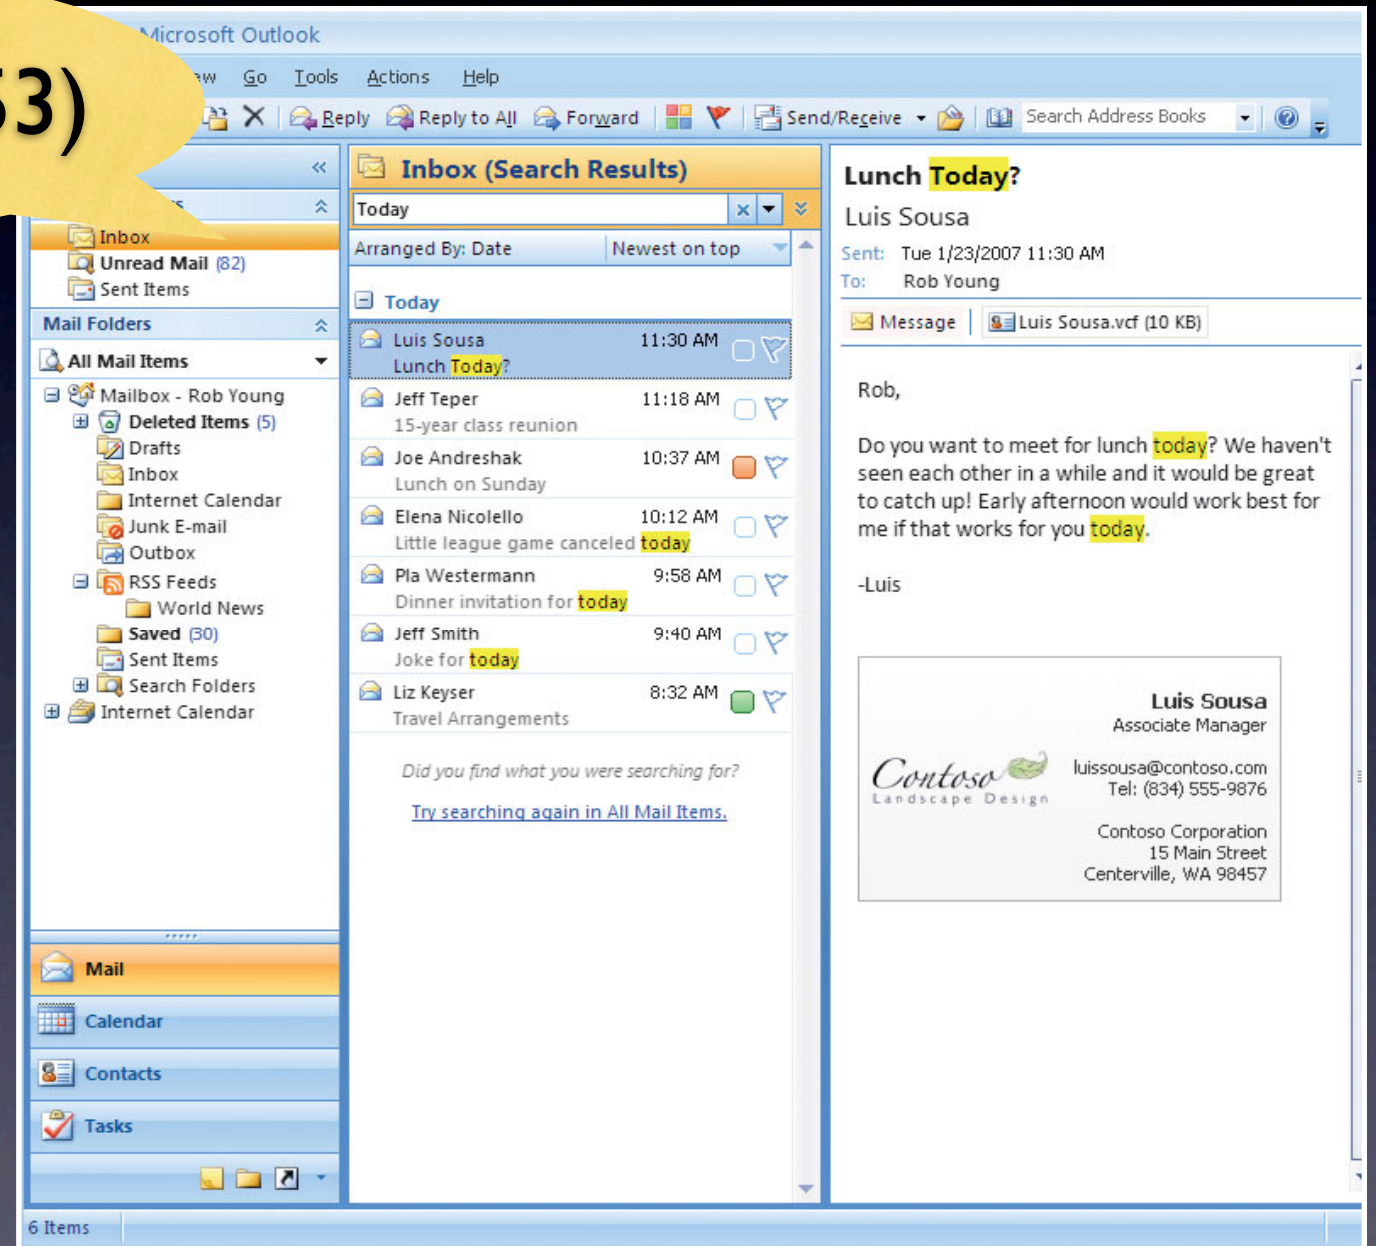 53)
Microsoft Outlook
Go Tools Actions Help
Reply Reply to All Forward Send/Receive Search Address Books
Inbox
Unread Mail (82)
Sent Items
Mail Folders
All Mail Items
Mailbox - Rob Young
Deleted Items (5)
Drafts
Inbox
Internet Calendar
Junk E-mail
Outbox
RSS Feeds
World News
Saved (30)
Sent Items
Search Folders
Internet Calendar
Mail
Calendar
Contacts
Tasks
6 Items
Inbox (Search Results)
Today
Arranged By: Date Newest on top
Today
Luis Sousa 11:30 AM
Lunch Today?
Jeff Teper 11:18 AM
15-year class reunion
Joe Andreshak 10:37 AM
Lunch on Sunday
Elena Nicolello 10:12 AM
Little league game canceled today
Pla Westermann 9:58 AM
Dinner invitation for today
Jeff Smith 9:40 AM
Joke for today
Liz Keyser 8:32 AM
Travel Arrangements
Did you find what you were searching for?
Try searching again in All Mail Items.
Lunch Today?
Luis Sousa
Sent: Tue 1/23/2007 11:30 AM
To: Rob Young
Message Luis Sousa.vcf (10 KB)
Rob,
Do you want to meet for lunch today? We haven't
seen each other in a while and it would be great
to catch up! Early afternoon would work best for
me if that works for you today.
-Luis
Luis Sousa
Associate Manager
Contoso
Landscape Design
luissousa@contoso.com
Tel: (834) 555-9876
Contoso Corporation
15 Main Street
Centerville, WA 98457